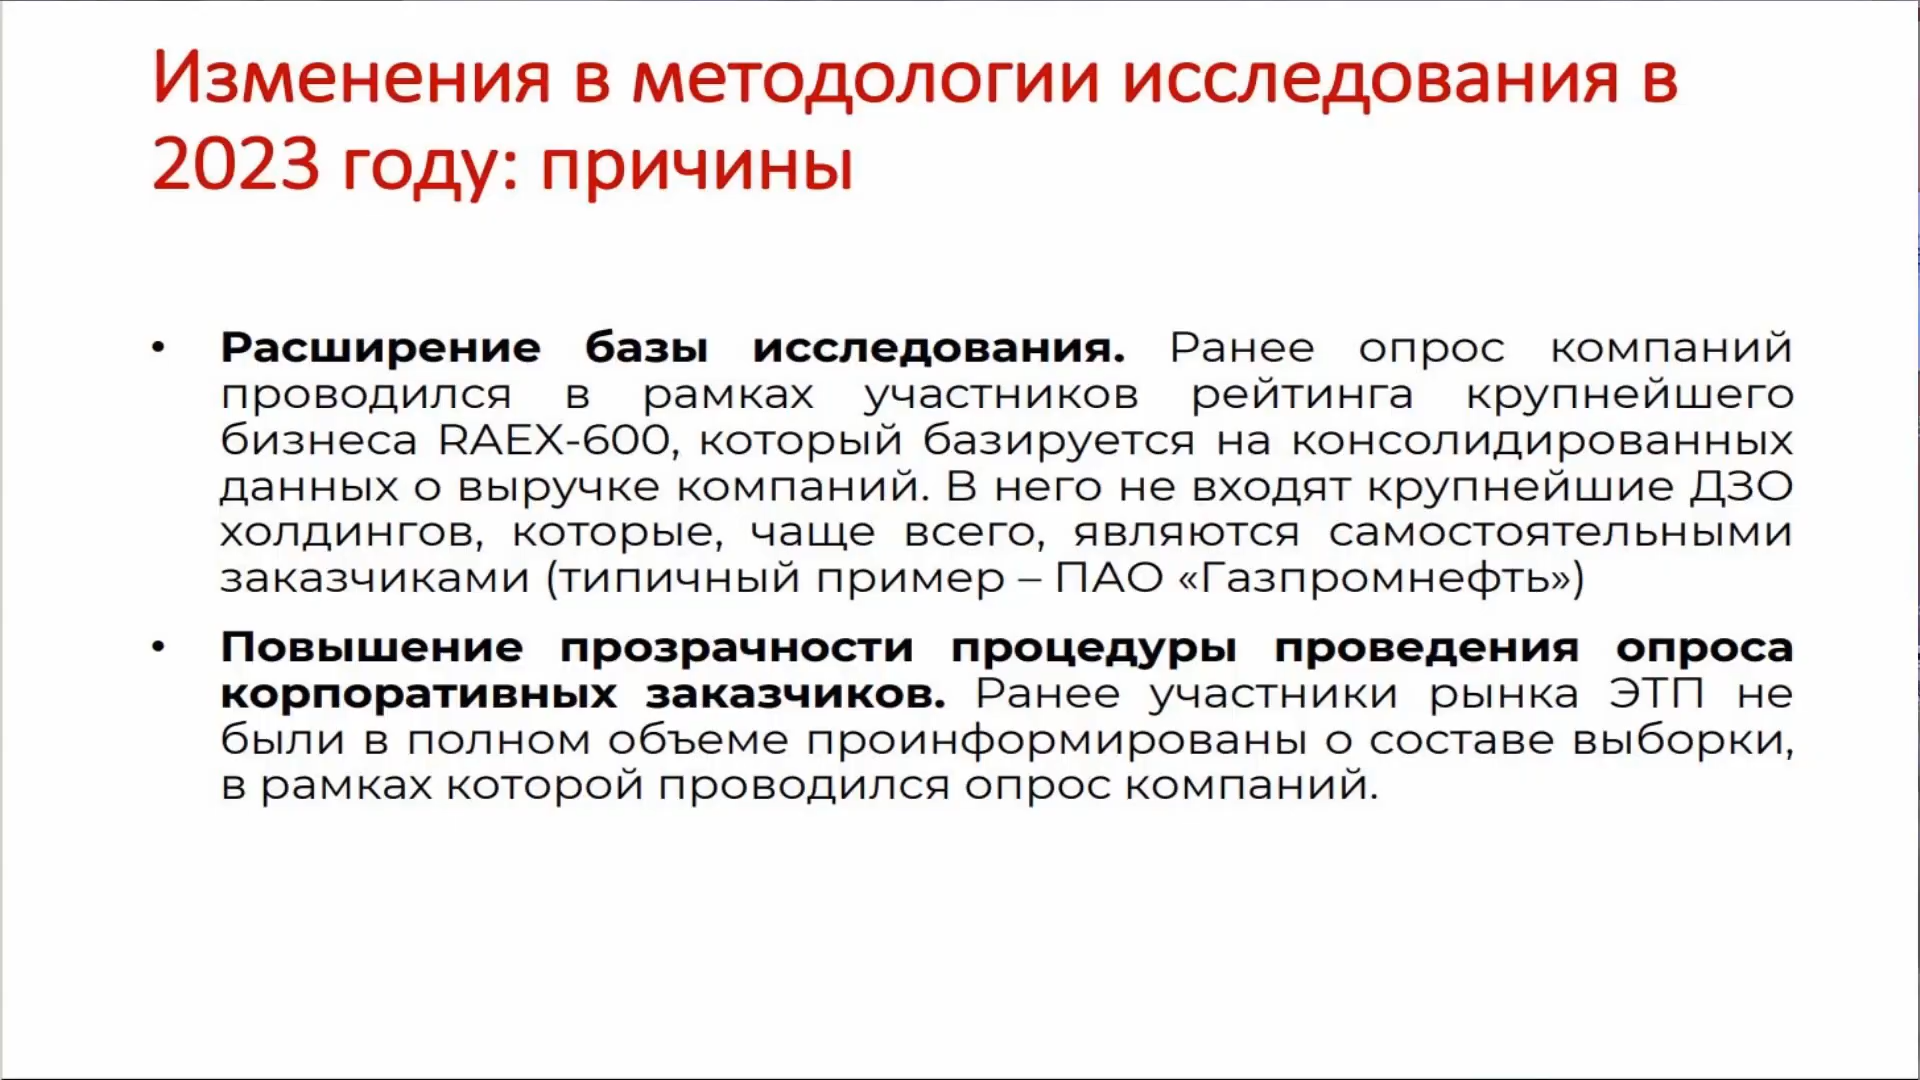 Изменения в методологии исследования в
2023 году: причины
• Расширение базы исследования. Ранее опрос компаний
проводился в рамках участников рейтинга крупнейшего
бизнеса RAEX-600, который базируется на консолидированных
данных о выручке компаний. В него не входят крупнейшие ДЗО
холдингов, которые, чаще всего, являются самостоятельными
заказчиками (типичный пример – ПАО «Газпромнефть»)
• Повышение прозрачности процедуры проведения опроса
корпоративных заказчиков. Ранее участники рынка ЭТП не
были в полном объеме проинформированы о составе выборки,
в рамках которой проводился опрос компаний.